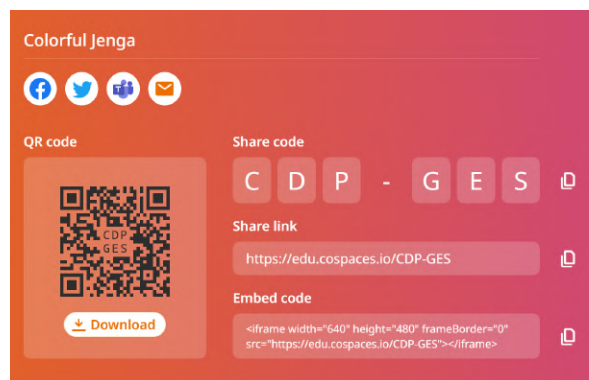 Colorful Jenga
QR code
CDP
GES
Download
Share code
C D P - G E S
Share link
https://edu.cospaces.io/CDP-GES
Embed code
<iframe width="640" height="480" frameBorder="0"
src="https://edu.cospaces.io/CDP-GES"></iframe>